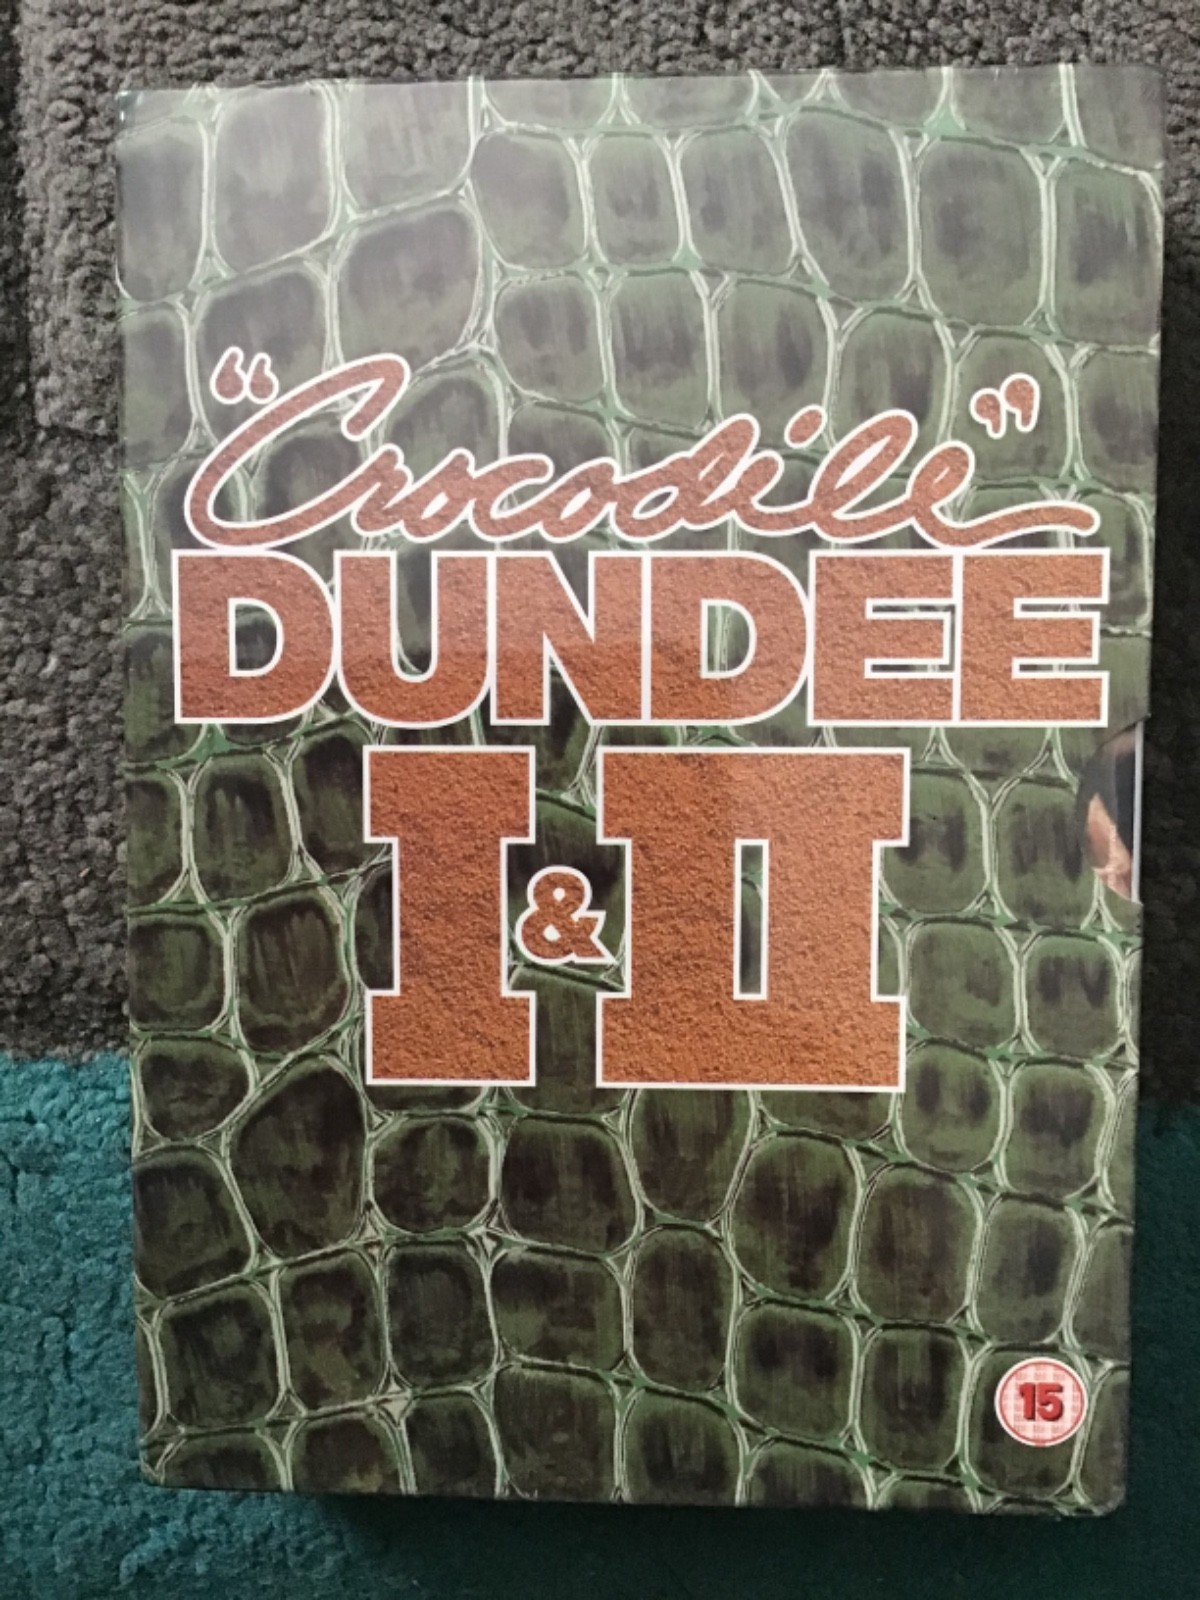 “Crocodile”
DUNDEE
I & II
15